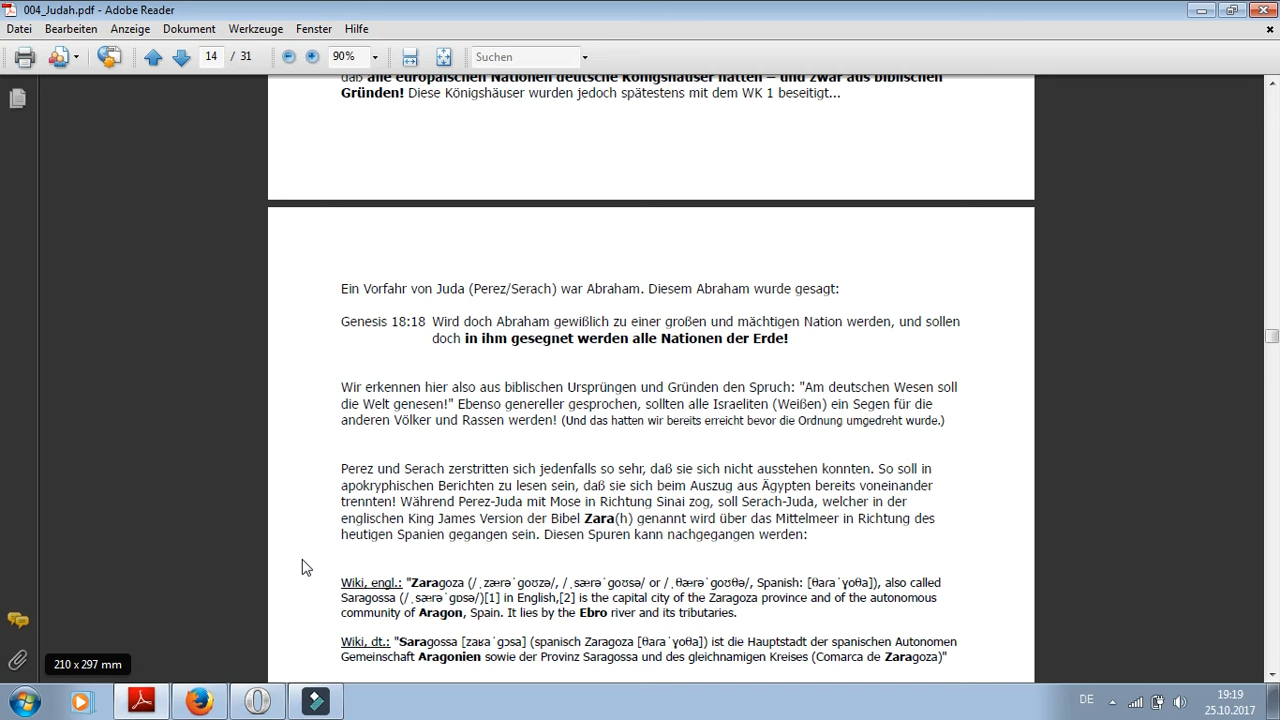 004_Judah.pdf - Adobe Reader
Datei Bearbeiten Anzeige Dokument Werkzeuge Fenster Hilfe
14 / 31 90% Suchen
daß alle europäischen Nationen deutsche Königshäuser hatten – und zwar aus biblischen
Gründen! Diese Königshäuser wurden jedoch spätestens mit dem WK 1 beseitigt...
Ein Vorfahr von Juda (Perez/Serach) war Abraham. Diesem Abraham wurde gesagt:
Genesis 18:18 Wird doch Abraham gewißlich zu einer großen und mächtigen Nation werden, und sollen
doch in ihm gesegnet werden alle Nationen der Erde!
Wir erkennen hier also aus biblischen Ursprüngen und Gründen den Spruch: "Am deutschen Wesen soll
die Welt genesen!" Ebenso genereller gesprochen, sollten alle Israeliten (Weißen) ein Segen für die
anderen Völker und Rassen werden! (Und das hatten wir bereits erreicht bevor die Ordnung umgedreht wurde.)
Perez und Serach zerstritten sich jedenfalls so sehr, daß sie sich nicht ausstehen konnten. So soll in
apokryphischen Berichten zu lesen sein, daß sie sich beim Auszug aus Ägypten bereits voneinander
trennten! Während Perez-Juda mit Mose in Richtung Sinai zog, soll Serach-Juda, welcher in der
englischen King James Version der Bibel Zara(h) genannt wird über das Mittelmeer in Richtung des
heutigen Spanien gegangen sein. Diesen Spuren kann nachgegangen werden:
Wiki, engl.: "Zaragoza (/ˌzærəˈɡoʊzə/, /ˌsærəˈɡoʊsə/ or /ˌθærəˈɡoʊθə/, Spanish: [θaɾaˈɣoθa]), also called
Saragossa (/ˌsærəˈɡɒsə/)[1] in English,[2] is the capital city of the Zaragoza province and of the autonomous
community of Aragon, Spain. It lies by the Ebro river and its tributaries.
Wiki, dt.: "Saragossa [zaʁaˈɡɔsa] (spanisch Zaragoza [θaɾaˈɣoθa]) ist die Hauptstadt der spanischen Autonomen
Gemeinschaft Aragonien sowie der Provinz Saragossa und des gleichnamigen Kreises (Comarca de Zaragoza)"
210 x 297 mm
DE 19:19
25.10.2017